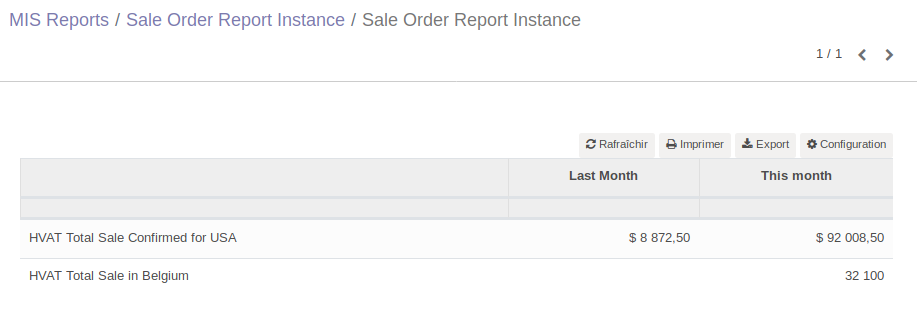 MIS Reports / Sale Order Report Instance / Sale Order Report Instance
1 / 1
Rafraîchir Imprimer Export Configuration
Last Month This month
HVAT Total Sale Confirmed for USA $ 8 872,50 $ 92 008,50
HVAT Total Sale in Belgium 32 100